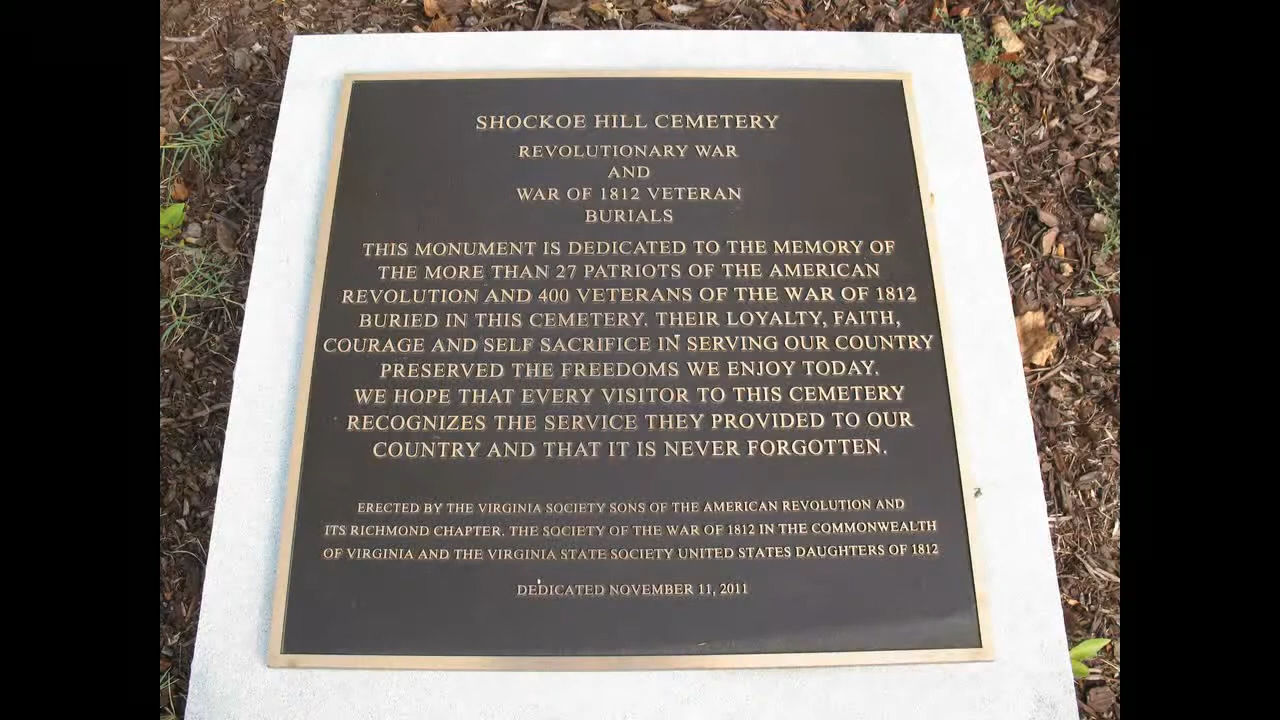 SHOCKOE HILL CEMETERY
REVOLUTIONARY WAR
AND
WAR OF 1812 VETERAN
BURIALS
THIS MONUMENT IS DEDICATED TO THE MEMORY OF
THE MORE THAN 27 PATRIOTS OF THE AMERICAN
REVOLUTION AND 400 VETERANS OF THE WAR OF 1812
BURIED IN THIS CEMETERY. THEIR LOYALTY, FAITH,
COURAGE AND SELF SACRIFICE IN SERVING OUR COUNTRY
PRESERVED THE FREEDOMS WE ENJOY TODAY.
WE HOPE THAT EVERY VISITOR TO THIS CEMETERY
RECOGNIZES THE SERVICE THEY PROVIDED TO OUR
COUNTRY AND THAT IT IS NEVER FORGOTTEN.
ERECTED BY THE VIRGINIA SOCIETY SONS OF THE AMERICAN REVOLUTION AND
ITS RICHMOND CHAPTER. THE SOCIETY OF THE WAR OF 1812 IN THE COMMONWEALTH
OF VIRGINIA AND THE VIRGINIA STATE SOCIETY UNITED STATES DAUGHTERS OF 1812
DEDICATED NOVEMBER 11, 2011